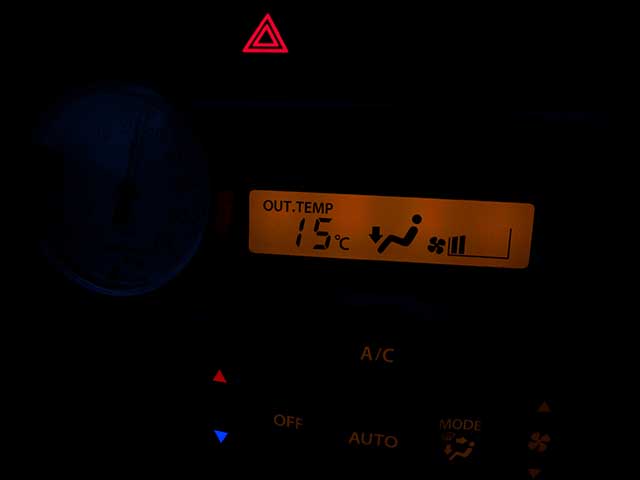 OUT.TEMP
15°C
A/C
OFF
AUTO
MODE